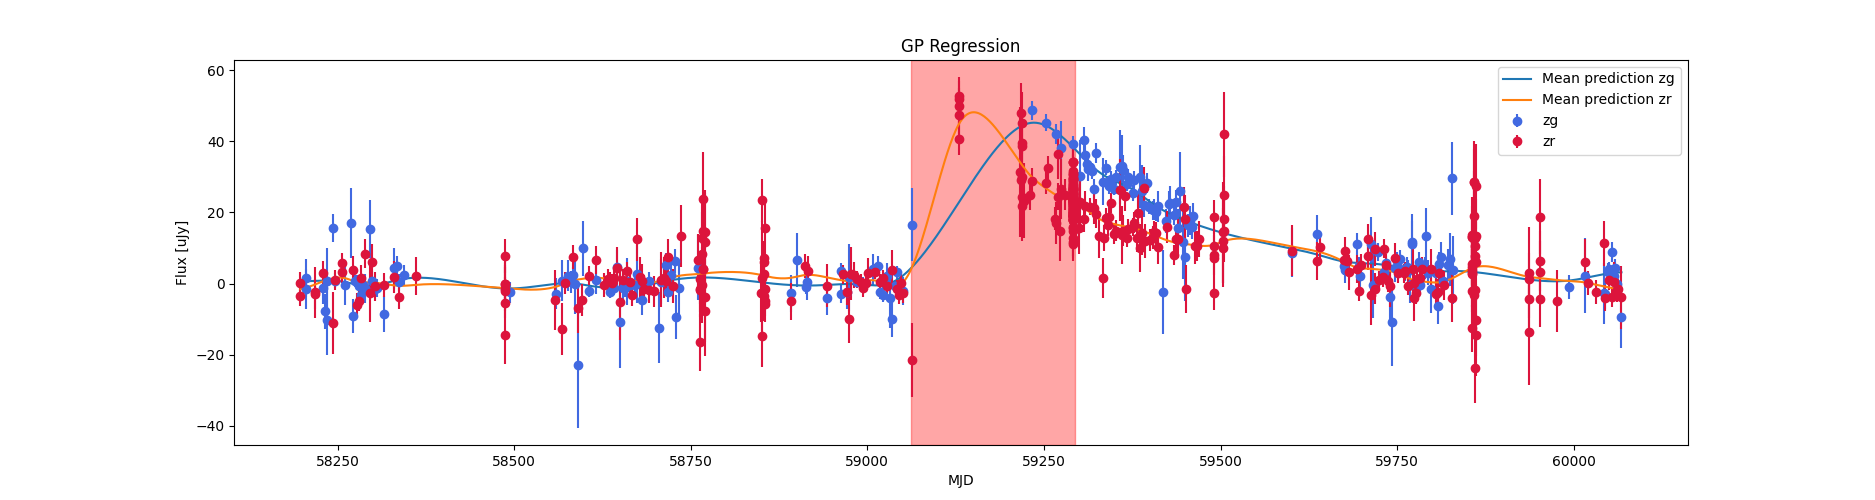 GP Regression
Flux [uJy]
60
40
20
0
−20
−40
58250
58500
58750
59000
59250
59500
59750
60000
MJD
Mean prediction zg
Mean prediction zr
zg
zr